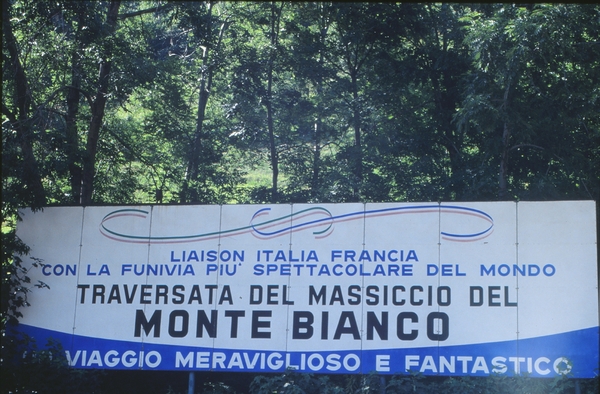 LIAISON ITALIA FRANCIA
CON LA FUNIVIA PIU' SPETTACOLARE DEL MONDO
TRAVERSATA DEL MASSICCIO DEL
MONTE BIANCO
VIAGGIO MERAVIGLIOSO E FANTASTICO